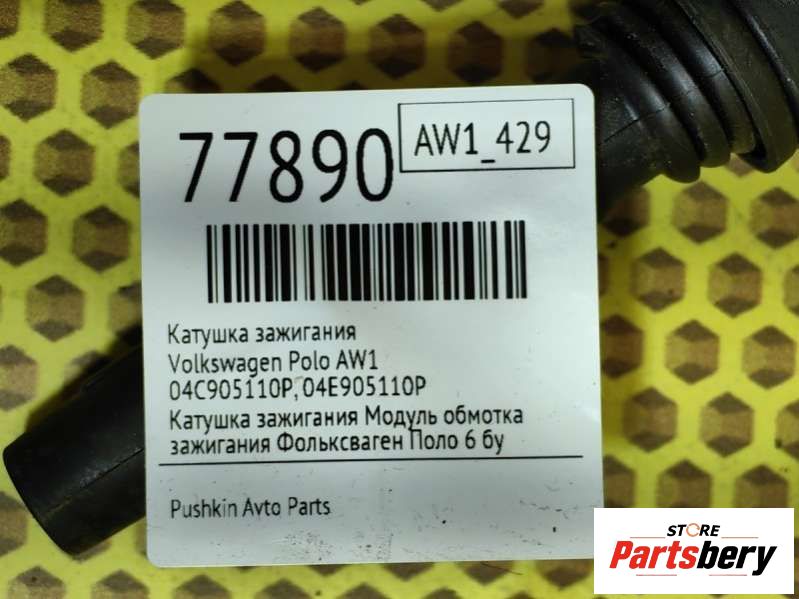 77890
AW1_429
Катушка зажигания
Volkswagen Polo AW1
04C905110P, 04E905110P
Катушка зажигания Модуль обмотка
зажигания Фольксваген Поло 6 бу
Pushkin Avto Parts
STORE
Partsbery